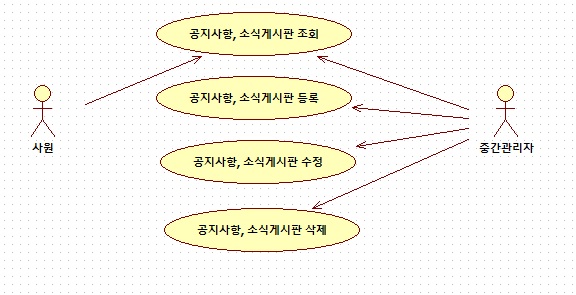 공지사항, 소식게시판 조회
공지사항, 소식게시판 등록
사원
중간관리자
공지사항, 소식게시판 수정
공지사항, 소식게시판 삭제